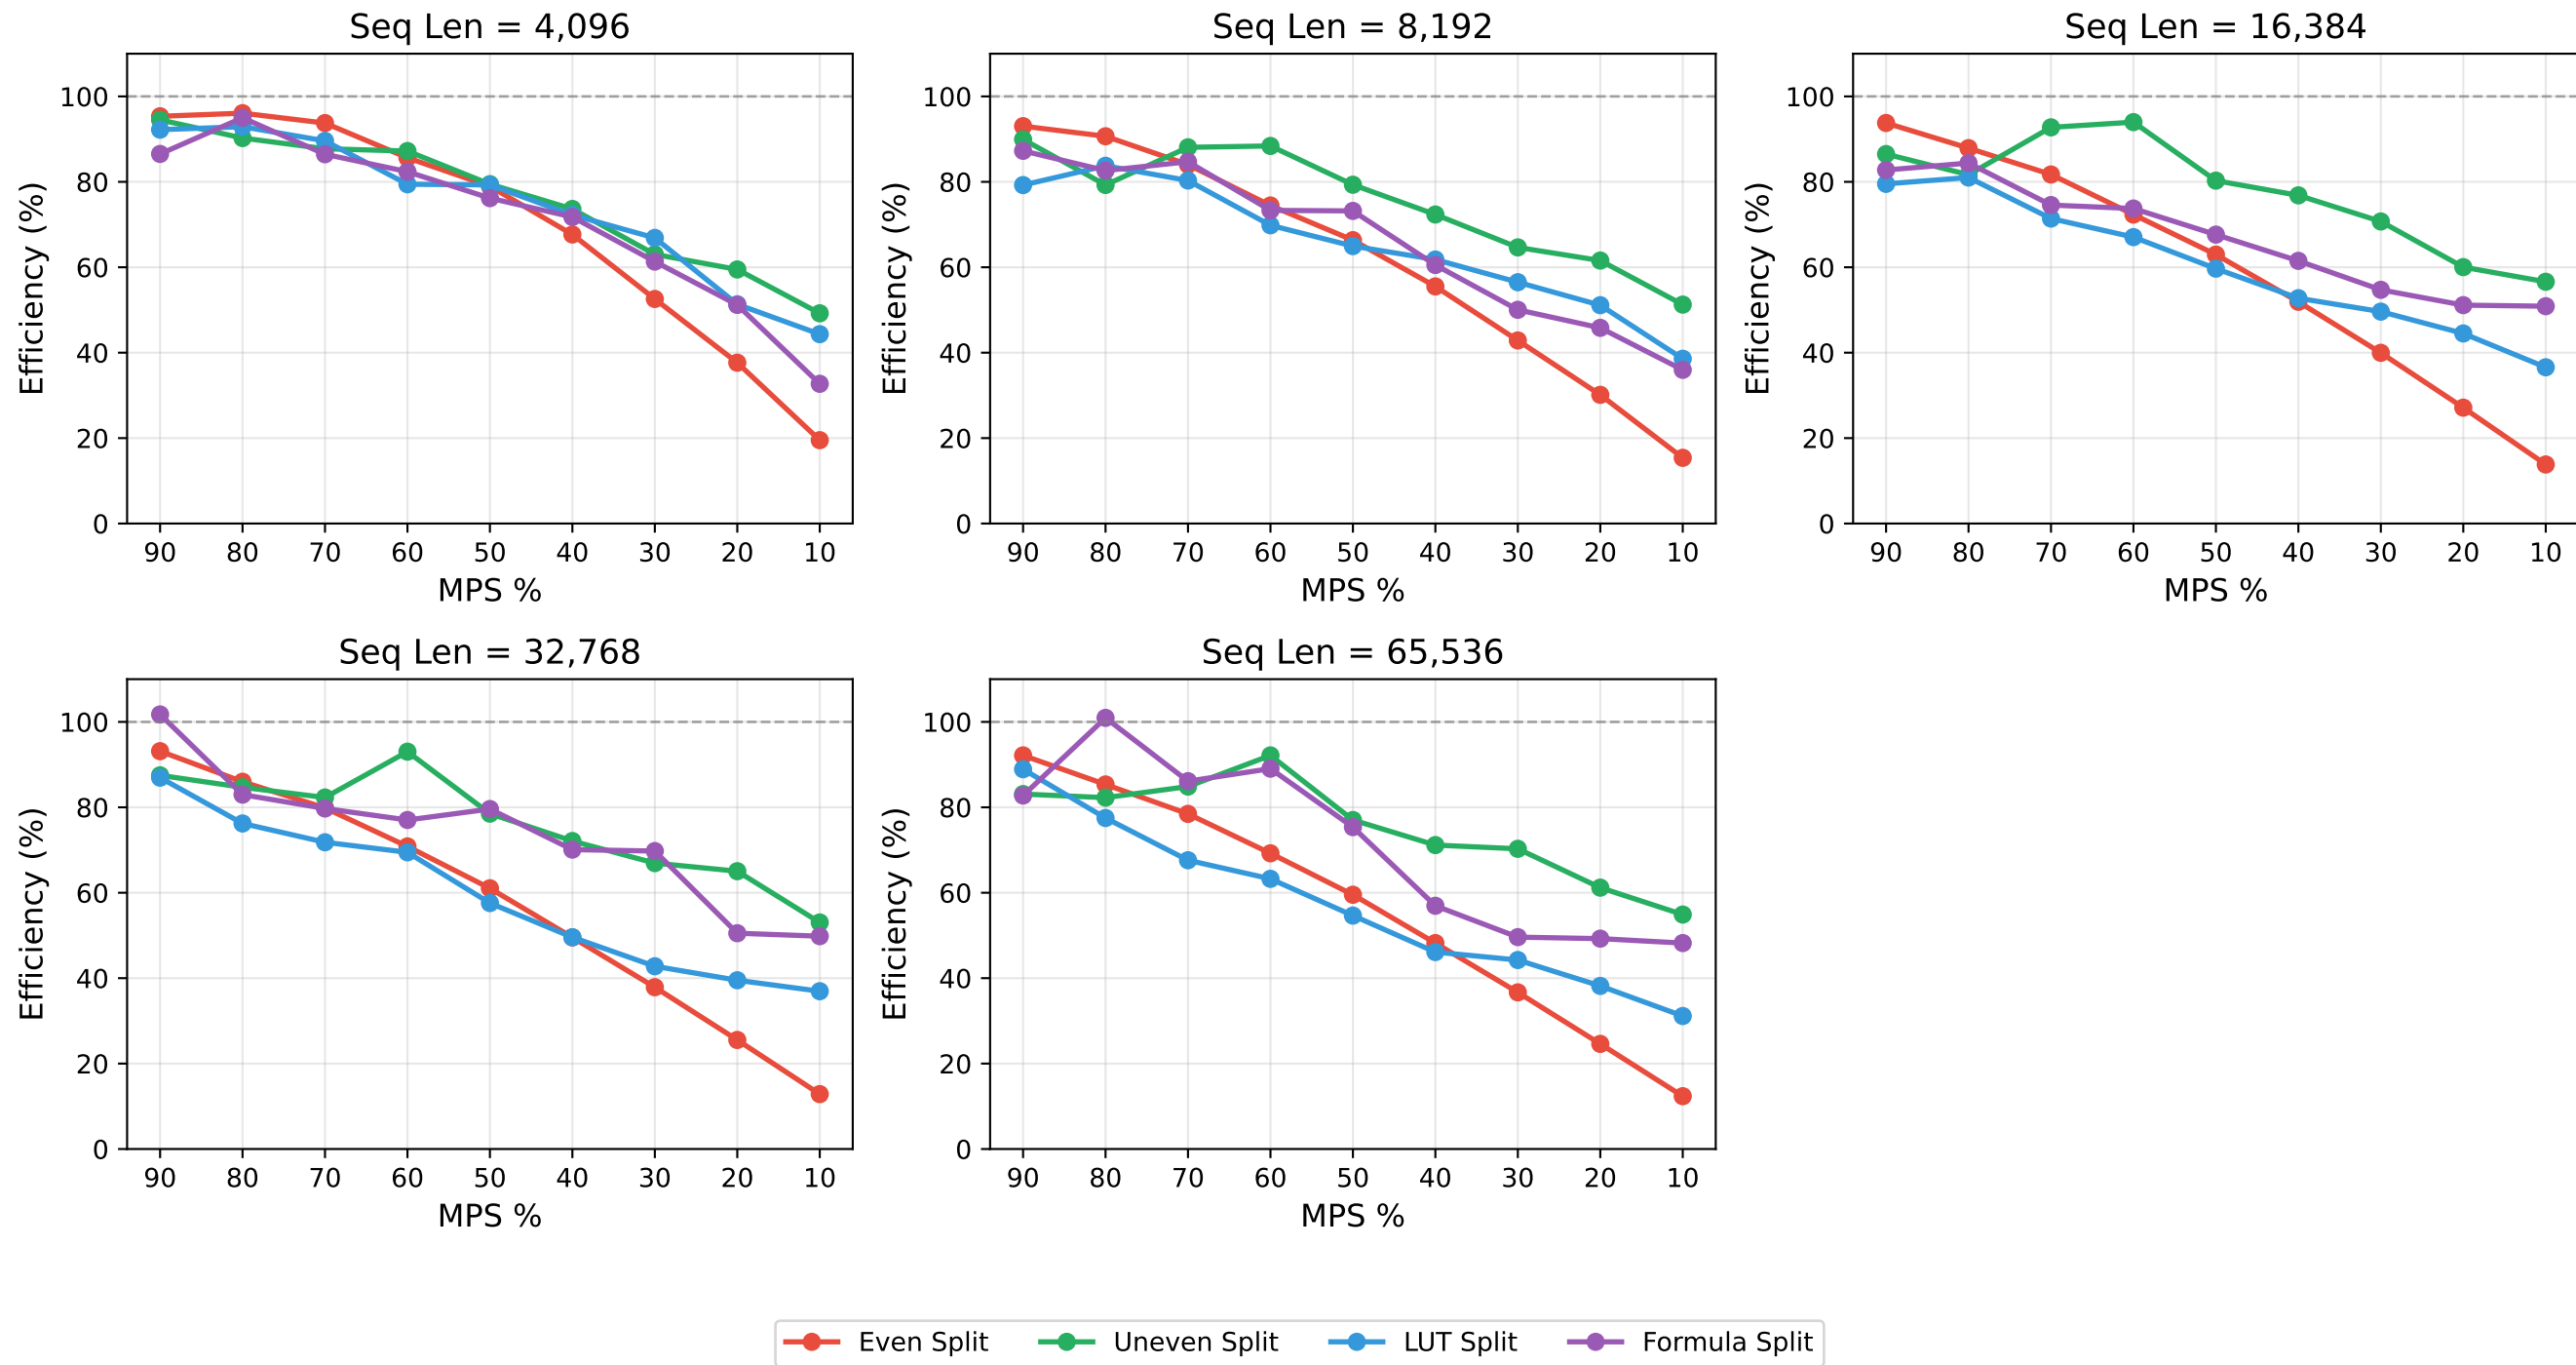 Seq Len = 4,096
Efficiency (%)
100
80
60
40
20
0
90 80 70 60 50 40 30 20 10
MPS %
Seq Len = 8,192
Efficiency (%)
100
80
60
40
20
0
90 80 70 60 50 40 30 20 10
MPS %
Seq Len = 16,384
Efficiency (%)
100
80
60
40
20
0
90 80 70 60 50 40 30 20 10
MPS %
Seq Len = 32,768
Efficiency (%)
100
80
60
40
20
0
90 80 70 60 50 40 30 20 10
MPS %
Seq Len = 65,536
Efficiency (%)
100
80
60
40
20
0
90 80 70 60 50 40 30 20 10
MPS %
Even Split Uneven Split LUT Split Formula Split